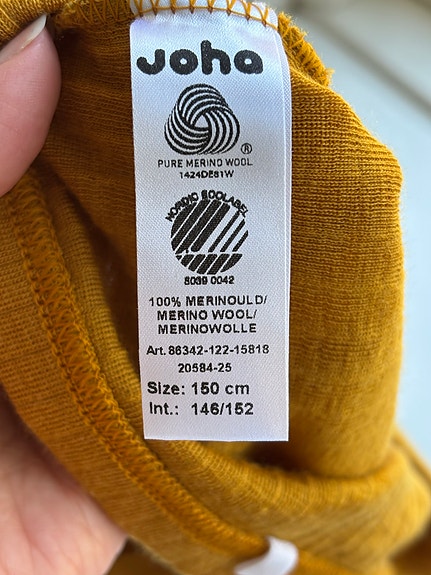 Joha
®
PURE MERINO WOOL
1424DE81W
NORDIC ECOLABEL
5039 0042
100% MERINOULD/
MERINO WOOL/
MERINOWOLLE
Art. 86342-122-15818
20584-25
Size: 150 cm
Int.: 146/152